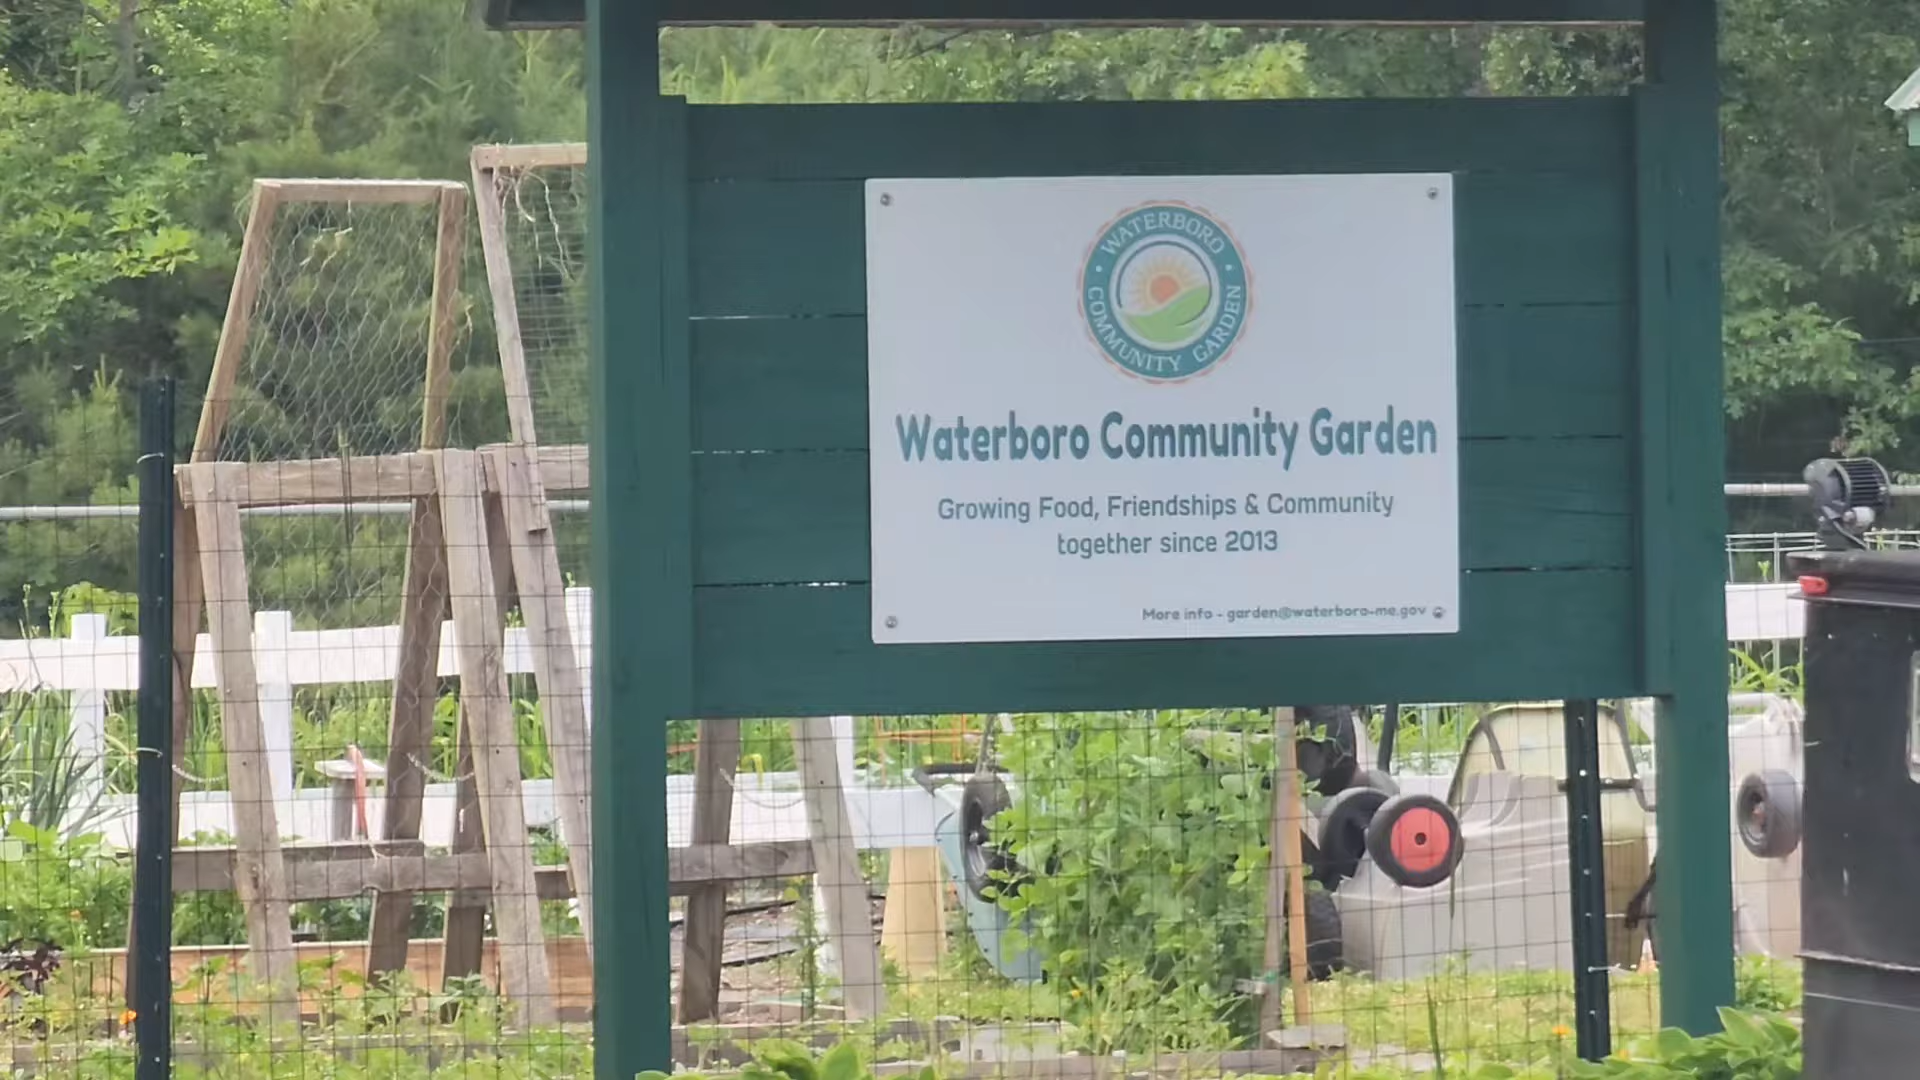 WATERBORO
COMMUNITY GARDEN
Waterboro Community Garden
Growing Food, Friendships & Community
together since 2013
More info - garden@waterboro-me.gov